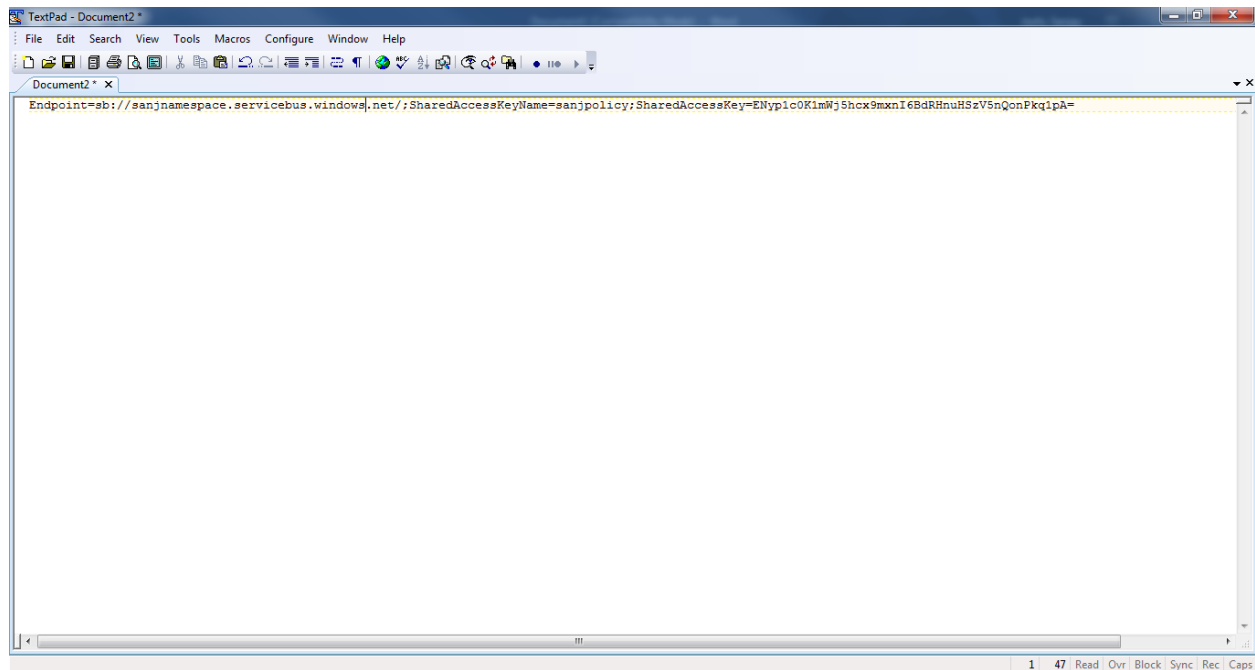 TextPad - Document2 *
File Edit Search View Tools Macros Configure Window Help
Document2 * X
Endpoint=sb://sanjnamespace.servicebus.windows.net/;SharedAccessKeyName=sanjpolicy;SharedAccessKey=ENyp1c0K1mWj5hcx9mxnI6BdRHnuHSzV5nQonPkq1pA=
1 47 Read Ovr Block Sync Rec Caps